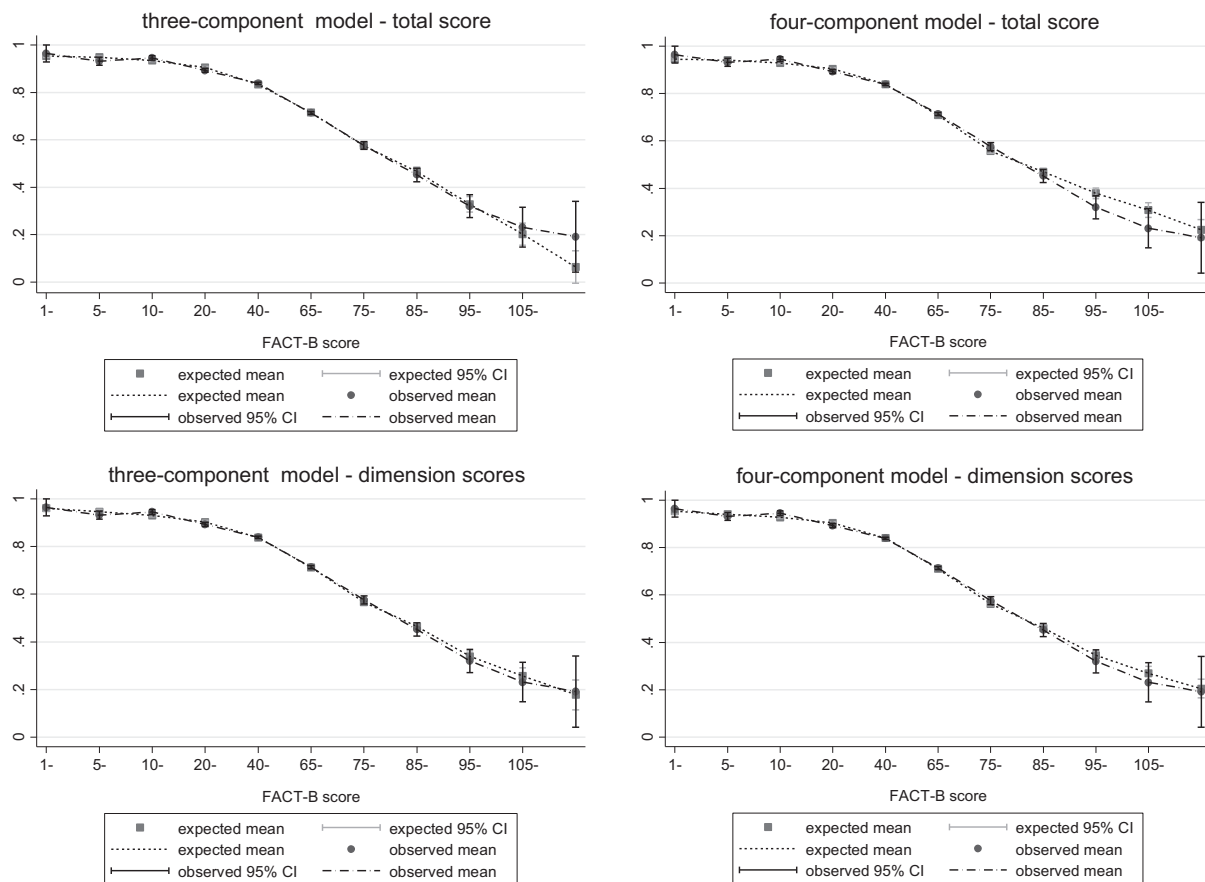 three-component model - total score
1
.8
.6
.4
.2
0
1- 5- 10- 20- 40- 65- 75- 85- 95- 105-
FACT-B score
expected mean expected 95% CI
expected mean observed mean
observed 95% CI observed mean
four-component model - total score
1
.8
.6
.4
.2
0
1- 5- 10- 20- 40- 65- 75- 85- 95- 105-
FACT-B score
expected mean expected 95% CI
expected mean observed mean
observed 95% CI observed mean
three-component model - dimension scores
1
.8
.6
.4
.2
0
1- 5- 10- 20- 40- 65- 75- 85- 95- 105-
FACT-B score
expected mean expected 95% CI
expected mean observed mean
observed 95% CI observed mean
four-component model - dimension scores
1
.8
.6
.4
.2
0
1- 5- 10- 20- 40- 65- 75- 85- 95- 105-
FACT-B score
expected mean expected 95% CI
expected mean observed mean
observed 95% CI observed mean